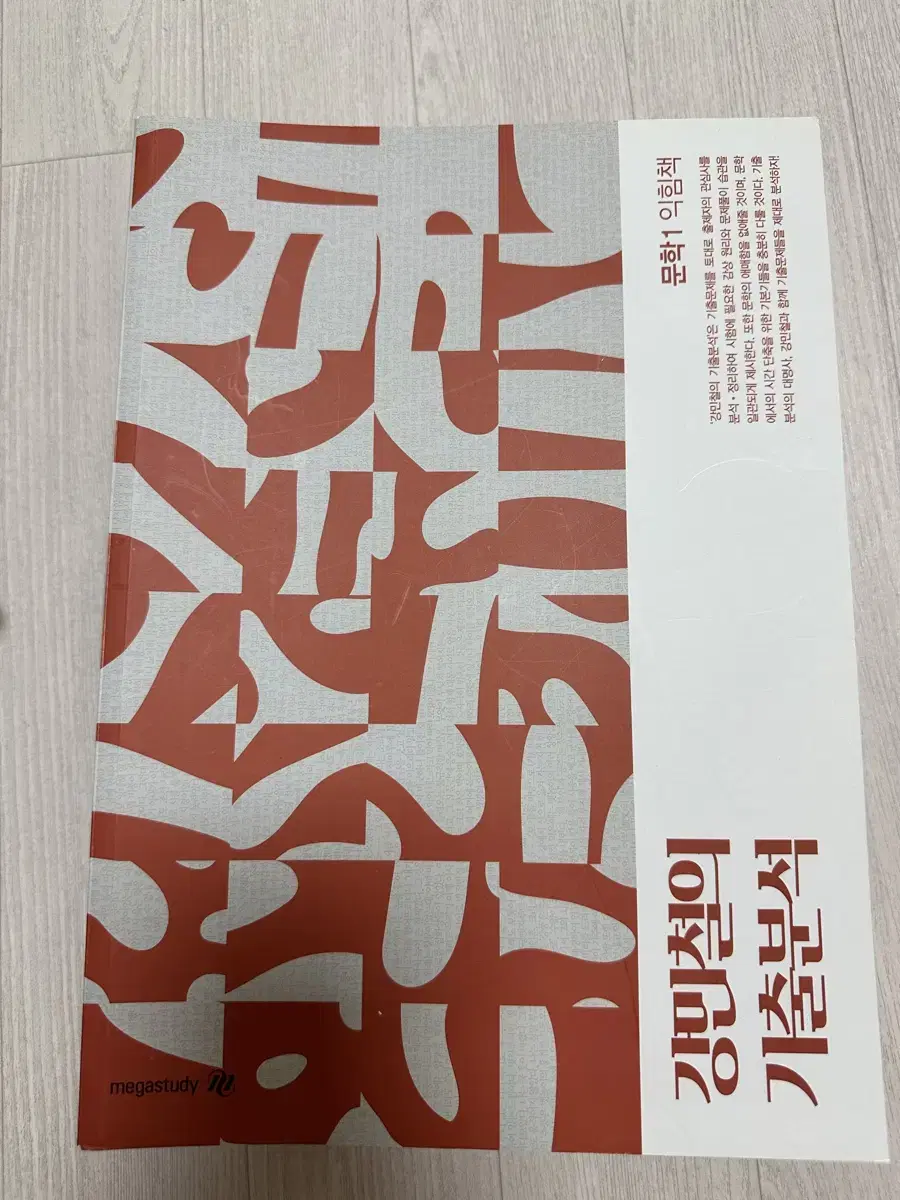 강민철의
기출분석
문학 1 익힘책
'강민철의 기출분석'은 기출문제를 토대로 출제자의 관심사를
분석·정리하여 시험에 필요한 감상 원리와 문제풀이 습관을
일관되게 제시한다. 또한 문학의 애매함을 없애줄 것이며, 문학
에서의 시간 단축을 위한 기본기들을 충분히 다룰 것이다. 기출
분석의 대명사, 강민철과 함께 기출문제들을 제대로 분석하자!
megastudy